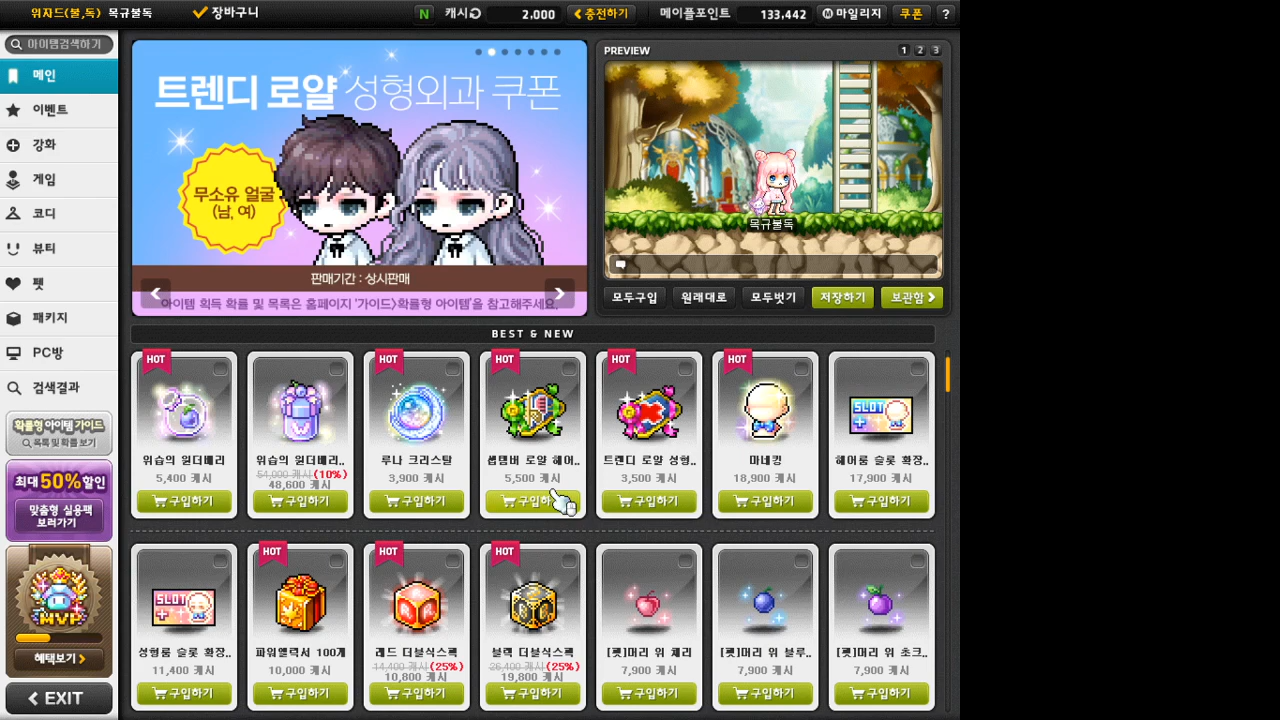 위자드(불,독) 목규불독
장바구니
N 캐시 2,000 충전하기
메이플포인트 133,442 M 마일리지 쿠폰 ?
아이템검색하기
메인
이벤트
강화
게임
코디
뷰티
펫
패키지
PC방
검색결과
확률형 아이템 가이드
목록 및 확률 보기
최대 50% 할인
맞춤형 실용팩
보러가기
MVP
혜택보기
EXIT
트렌디 로얄 성형외과 쿠폰
무소유 얼굴
(남, 여)
판매기간 : 상시판매
아이템 획득 확률 및 목록은 홈페이지 '가이드>확률형 아이템'을 참고해주세요.
PREVIEW 1 2 3
목규불독
모두구입 원래대로 모두벗기 저장하기 보관함
BEST & NEW
HOT HOT HOT HOT HOT
SLOT
위습의 원더베리 위습의 원더베리.. 루나 크리스탈 쎕템버 로얄 헤어.. 트렌디 로얄 성형.. 마네킹 헤어룸 슬롯 확장..
5,400 캐시 54,000 캐시(10%) 48,600 캐시 3,900 캐시 5,500 캐시 3,500 캐시 18,900 캐시 17,900 캐시
구입하기 구입하기 구입하기 구입하기 구입하기 구입하기 구입하기
HOT HOT HOT
SLOT
성형룸 슬롯 확장.. 파워엘릭서 100개 레드 더블식스팩 블랙 더블식스팩 [펫]머리 위 체리 [펫]머리 위 블루.. [펫]머리 위 초크..
11,400 캐시 10,000 캐시 14,400 캐시(25%) 10,800 캐시 26,400 캐시(25%) 19,800 캐시 7,900 캐시 7,900 캐시 7,900 캐시
구입하기 구입하기 구입하기 구입하기 구입하기 구입하기 구입하기